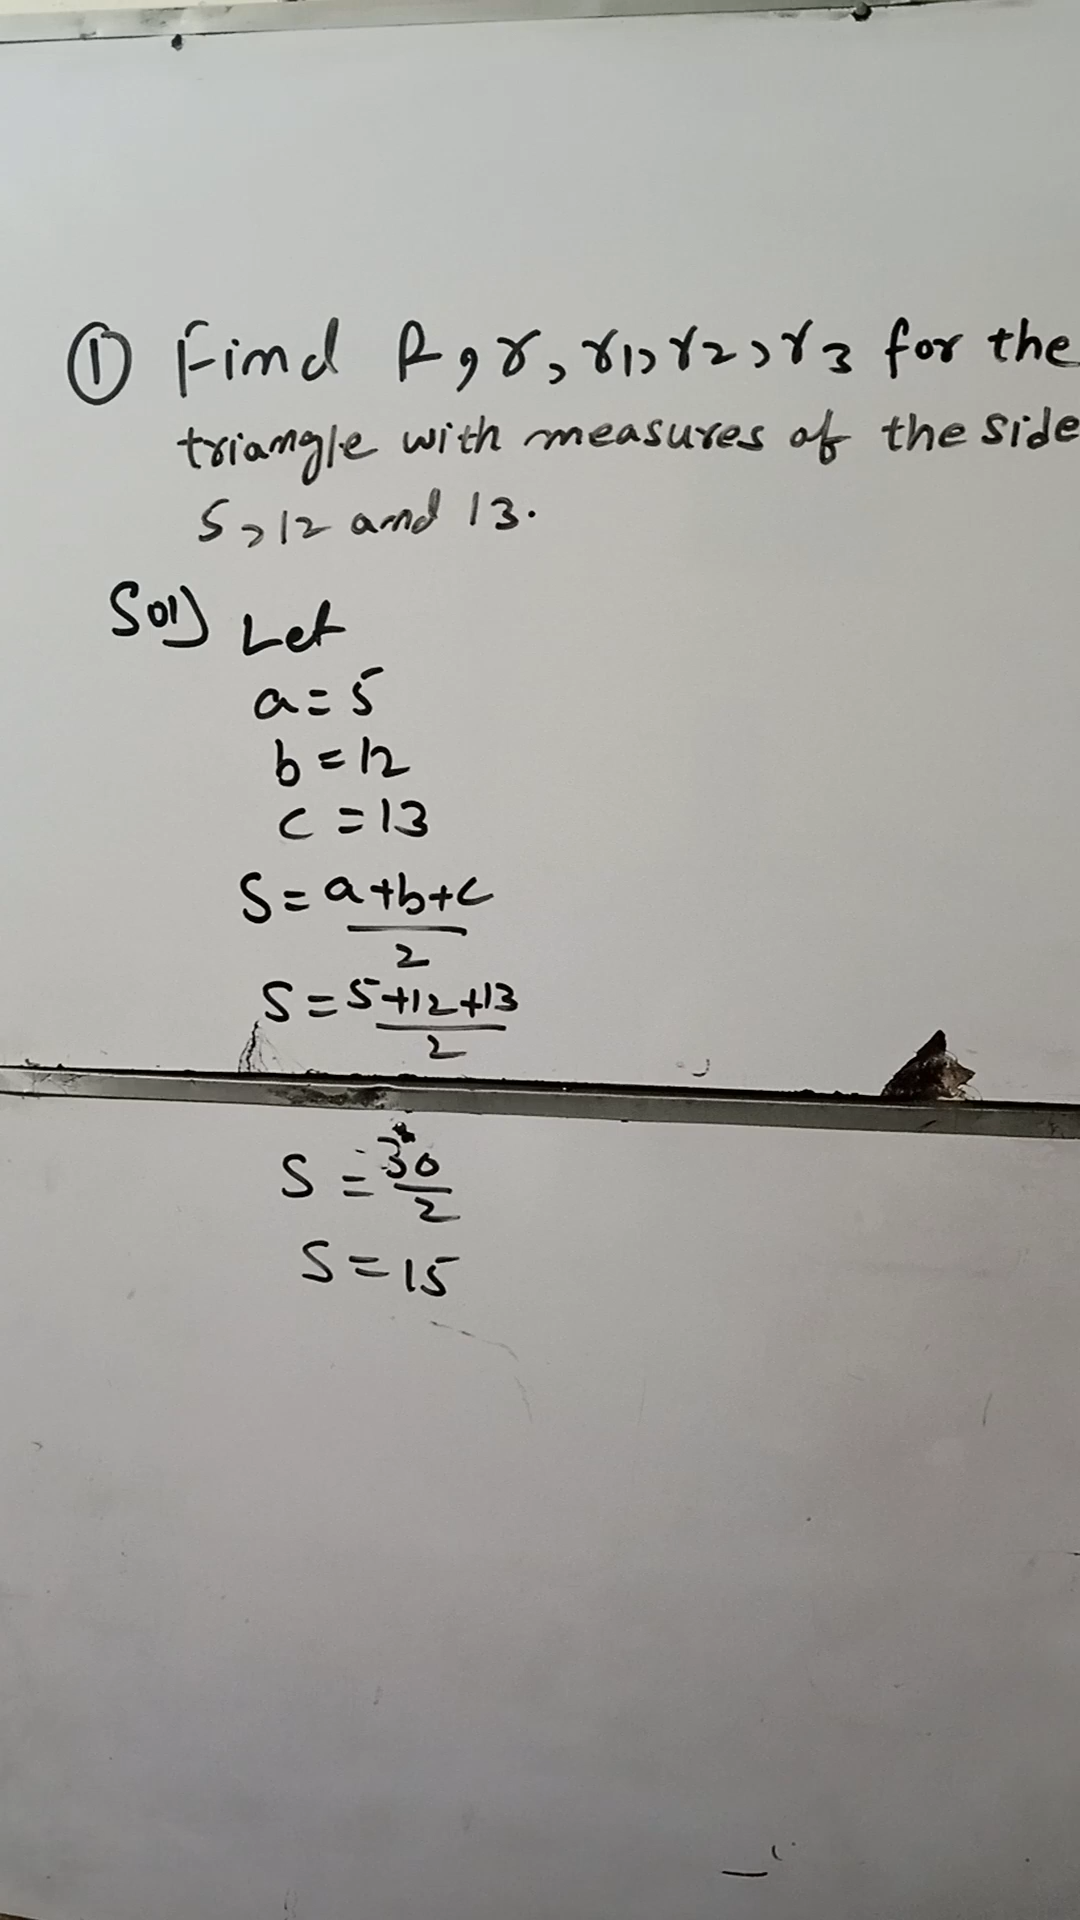 ① Find R, r, r1, r2, r3 for the
triangle with measures of the side
5, 12 and 13.
Sol) Let
a = 5
b = 12
c = 13
S = a+b+c / 2
S = 5+12+13 / 2
S = 30 / 2
S = 15